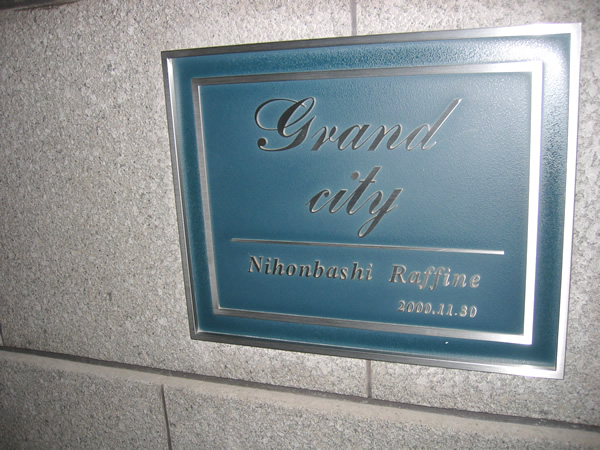 Grand
city
Nihonbashi Raffine
2000.11.30